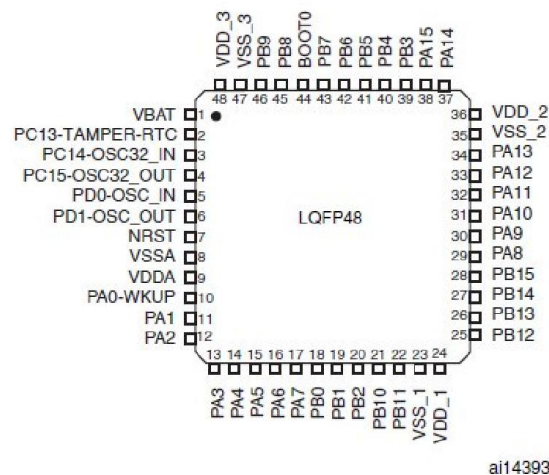 VDD_3 VSS_3 PB9 PB8 BOOT0 PB7 PB6 PB5 PB4 PB3 PA15 PA14
48 47 46 45 44 43 42 41 40 39 38 37
VBAT 1
PC13-TAMPER-RTC 2
PC14-OSC32_IN 3
PC15-OSC32_OUT 4
PD0-OSC_IN 5
PD1-OSC_OUT 6
NRST 7
VSSA 8
VDDA 9
PA0-WKUP 10
PA1 11
PA2 12
LQFP48
36 VDD_2
35 VSS_2
34 PA13
33 PA12
32 PA11
31 PA10
30 PA9
29 PA8
28 PB15
27 PB14
26 PB13
25 PB12
13 14 15 16 17 18 19 20 21 22 23 24
PA3 PA4 PA5 PA6 PA7 PB0 PB1 PB2 PB10 PB11 VSS_1 VDD_1
ai14393